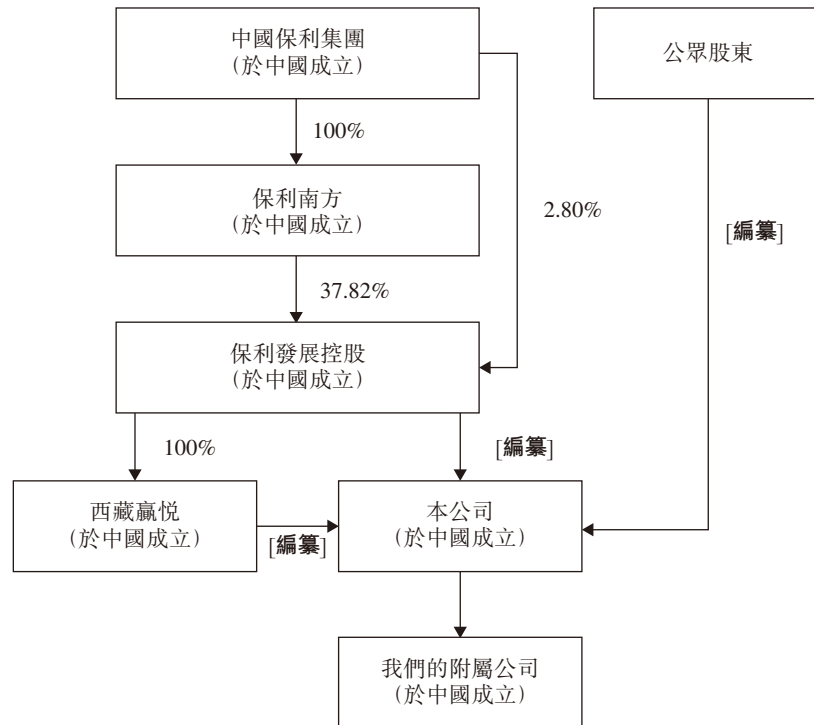 中國保利集團
(於中國成立)
公眾股東
100%
保利南方
(於中國成立)
2.80%
[編纂]
37.82%
保利發展控股
(於中國成立)
100%
[編纂]
西藏贏悦
(於中國成立)
[編纂]
本公司
(於中國成立)
我們的附屬公司
(於中國成立)